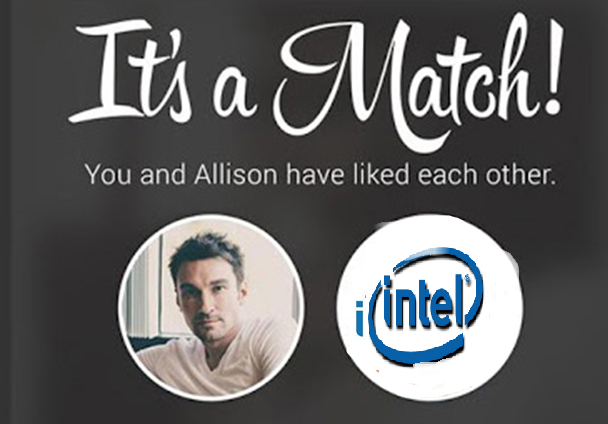 It's a Match!
You and Allison have liked each other.
i intel®